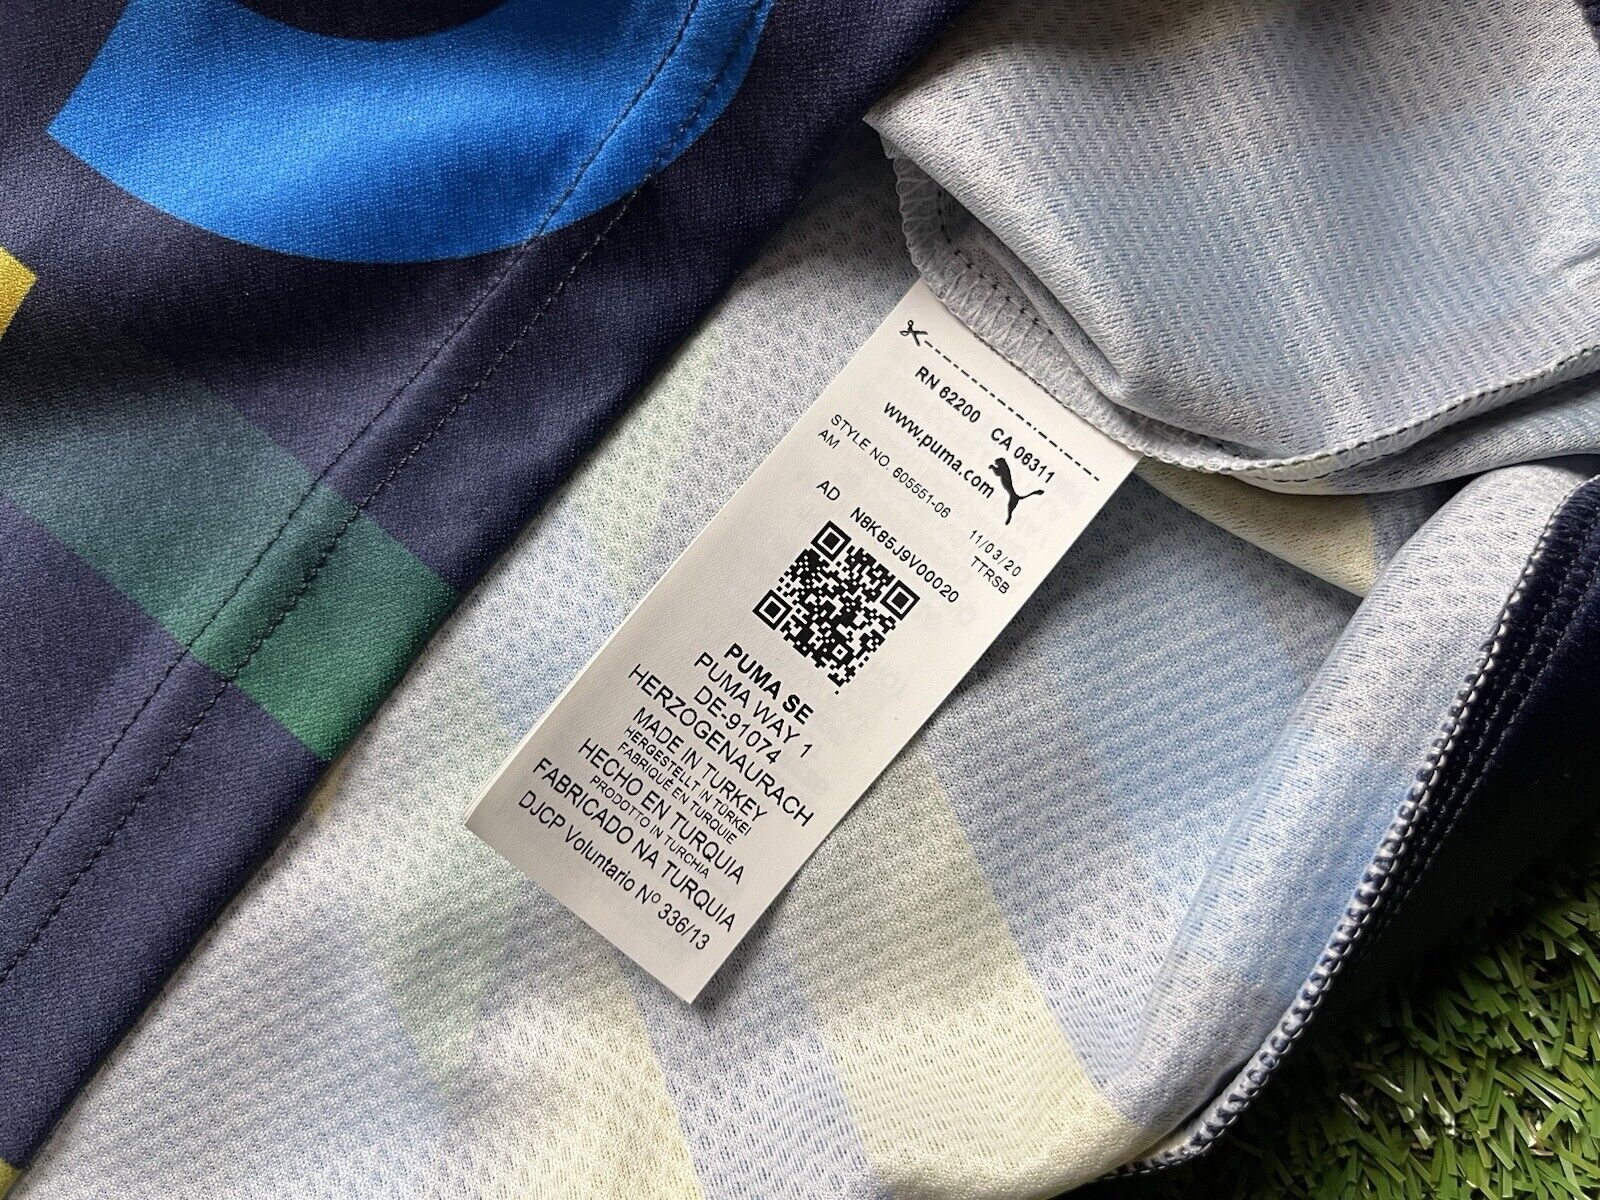 RN 62200 CA 06311
www.puma.com
STYLE NO. 605551-06 11/03/20
AM TTRSB
AD N8K85J9V00020
PUMA SE
PUMA WAY 1
DE-91074
HERZOGENAURACH
MADE IN TURKEY
HERGESTELLT IN TÜRKEI
FABRIQUÉ EN TURQUIE
HECHO EN TURQUIA
PRODOTTO IN TURCHIA
FABRICADO NA TURQUIA
DJCP Voluntario Nº 336/13